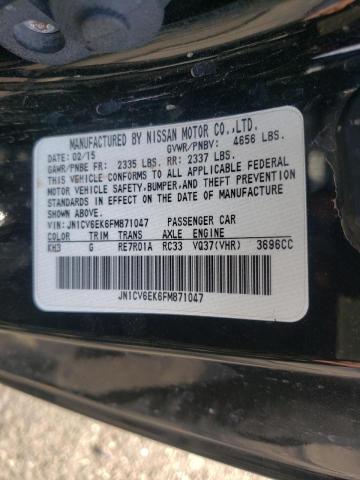 MANUFACTURED BY NISSAN MOTOR CO.,LTD.
DATE: 02/15 GVWR/PNBV: 4656 LBS.
GAWR/PNBE FR: 2335 LBS. RR: 2337 LBS.
THIS VEHICLE CONFORMS TO ALL APPLICABLE FEDERAL
MOTOR VEHICLE SAFETY,BUMPER,AND THEFT PREVENTION
STANDARDS IN EFFECT ON THE DATE OF MANUFACTURE
SHOWN ABOVE.
VIN: JN1CV6EK6FM871047 PASSENGER CAR
COLOR TRIM TRANS AXLE ENGINE
KH3 G RE7R01A RC33 VQ37(VHR) 3696CC
JN1CV6EK6FM871047